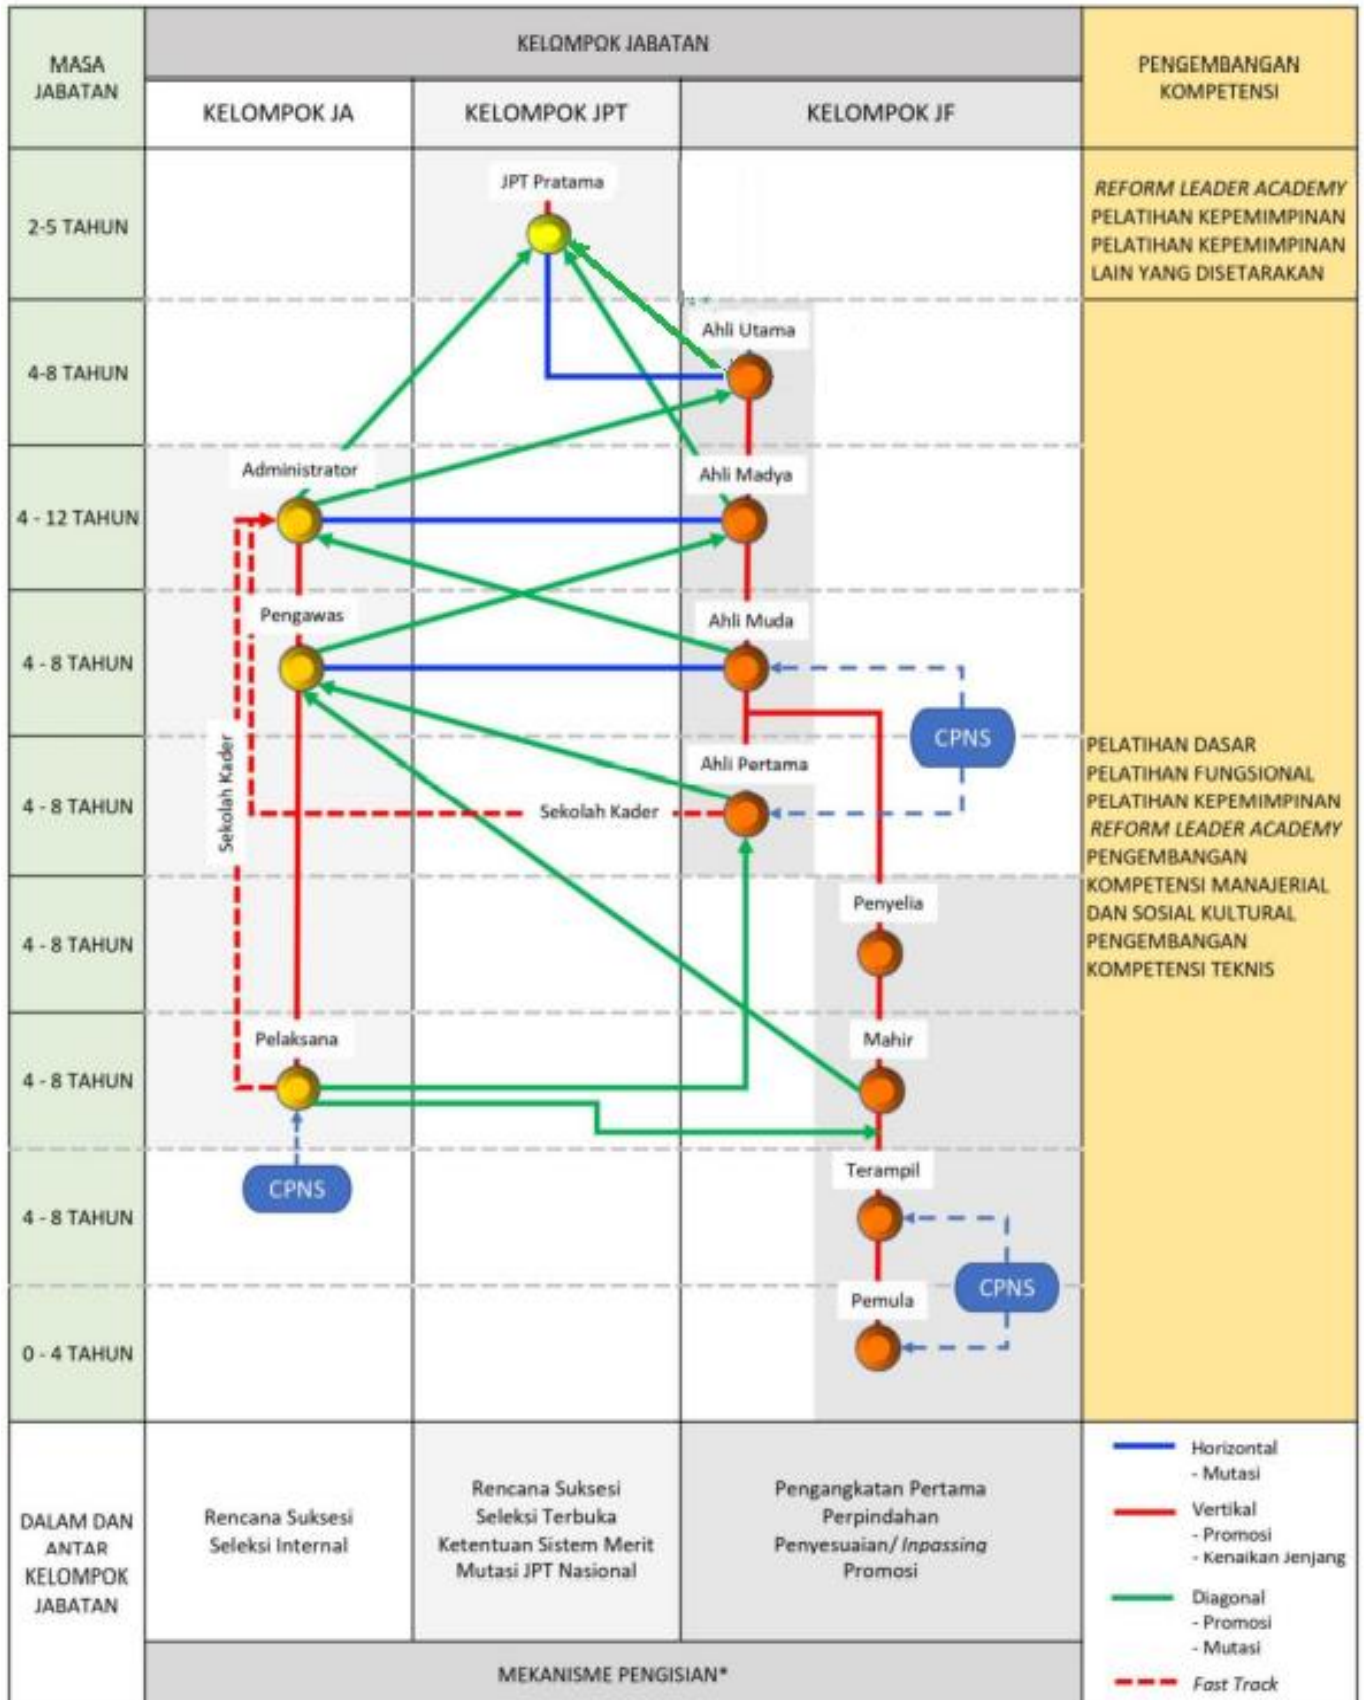 MASA
JABATAN
KELOMPOK JABATAN
PENGEMBANGAN
KOMPETENSI
KELOMPOK JA
KELOMPOK JPT
KELOMPOK JF
2-5 TAHUN
JPT Pratama
REFORM LEADER ACADEMY
PELATIHAN KEPEMIMPINAN
PELATIHAN KEPEMIMPINAN
LAIN YANG DISETARAKAN
4-8 TAHUN
Ahli Utama
4 - 12 TAHUN
Administrator
Ahli Madya
4 - 8 TAHUN
Pengawas
Ahli Muda
CPNS
4 - 8 TAHUN
Sekolah Kader
Sekolah Kader
Ahli Pertama
PELATIHAN DASAR
PELATIHAN FUNGSIONAL
PELATIHAN KEPEMIMPINAN
REFORM LEADER ACADEMY
PENGEMBANGAN
KOMPETENSI MANAJERIAL
DAN SOSIAL KULTURAL
PENGEMBANGAN
KOMPETENSI TEKNIS
4 - 8 TAHUN
Penyelia
4 - 8 TAHUN
Pelaksana
Mahir
4 - 8 TAHUN
CPNS
Terampil
CPNS
0 - 4 TAHUN
Pemula
DALAM DAN
ANTAR
KELOMPOK
JABATAN
Rencana Suksesi
Seleksi Internal
Rencana Suksesi
Seleksi Terbuka
Ketentuan Sistem Merit
Mutasi JPT Nasional
Pengangkatan Pertama
Perpindahan
Penyesuaian/ Inpassing
Promosi
MEKANISME PENGISIAN*
Horizontal
- Mutasi
Vertikal
- Promosi
- Kenaikan Jenjang
Diagonal
- Promosi
- Mutasi
Fast Track